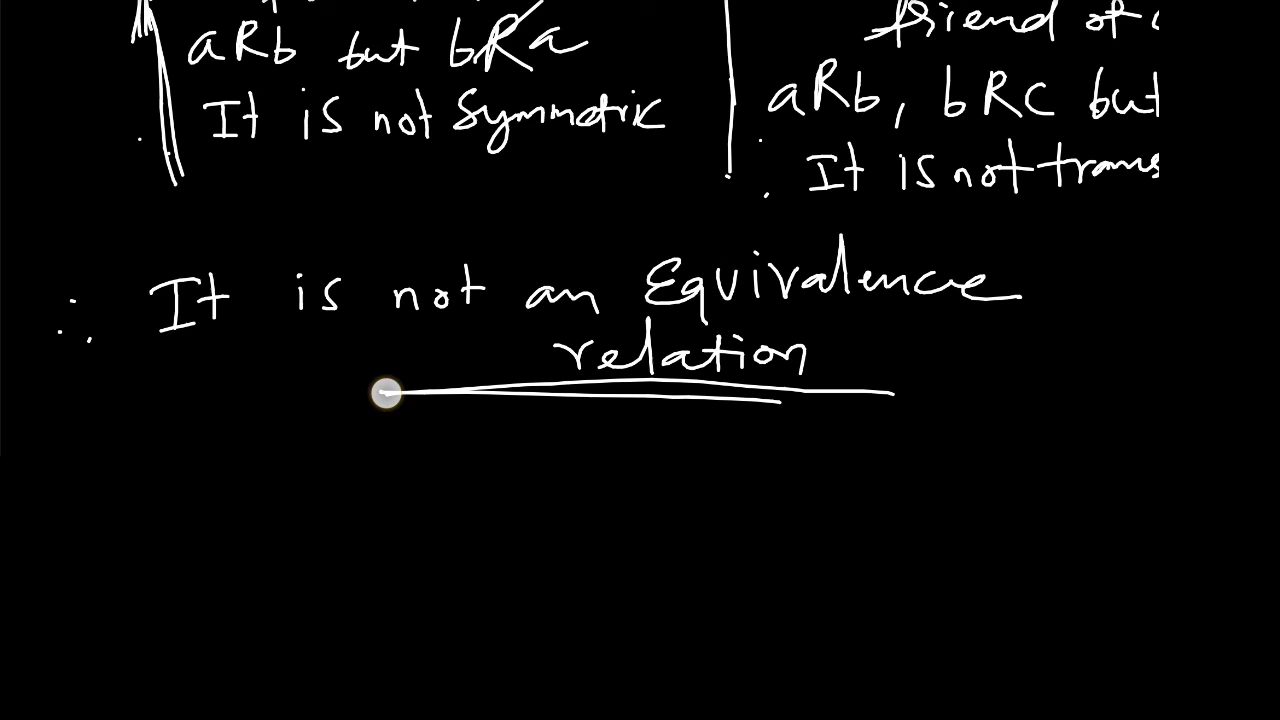 aRb but bR̸a
It is not Symmetric
friend of
aRb, bRc but
∴ It is not trans
∴ It is not an Equivalence
relation